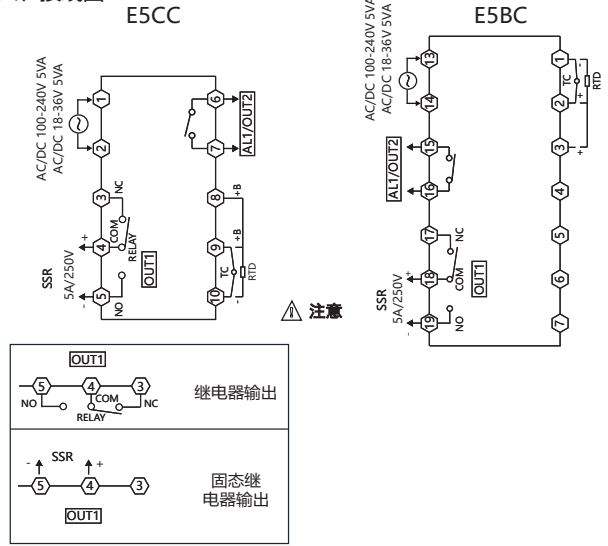 E5CC
AC/DC 100-240V 5VA
AC/DC 18-36V 5VA
1
2
3
NC
COM
4
+
RELAY
OUT1
SSR
5A/250V
5
-
NO
6
AL1/OUT2
7
8
+B
9
+B
TC
RTD
10
-
注意
E5BC
AC/DC 100-240V 5VA
AC/DC 18-36V 5VA
13
14
15
AL1/OUT2
16
17
NC
18
+
COM
OUT1
SSR
5A/250V
19
-
NO
1
-
TC
RTD
2
+
3
+
4
5
6
7
OUT1
5
4
3
NO
COM
NC
RELAY
继电器输出
- SSR +
5
4
3
OUT1
固态继
电器输出